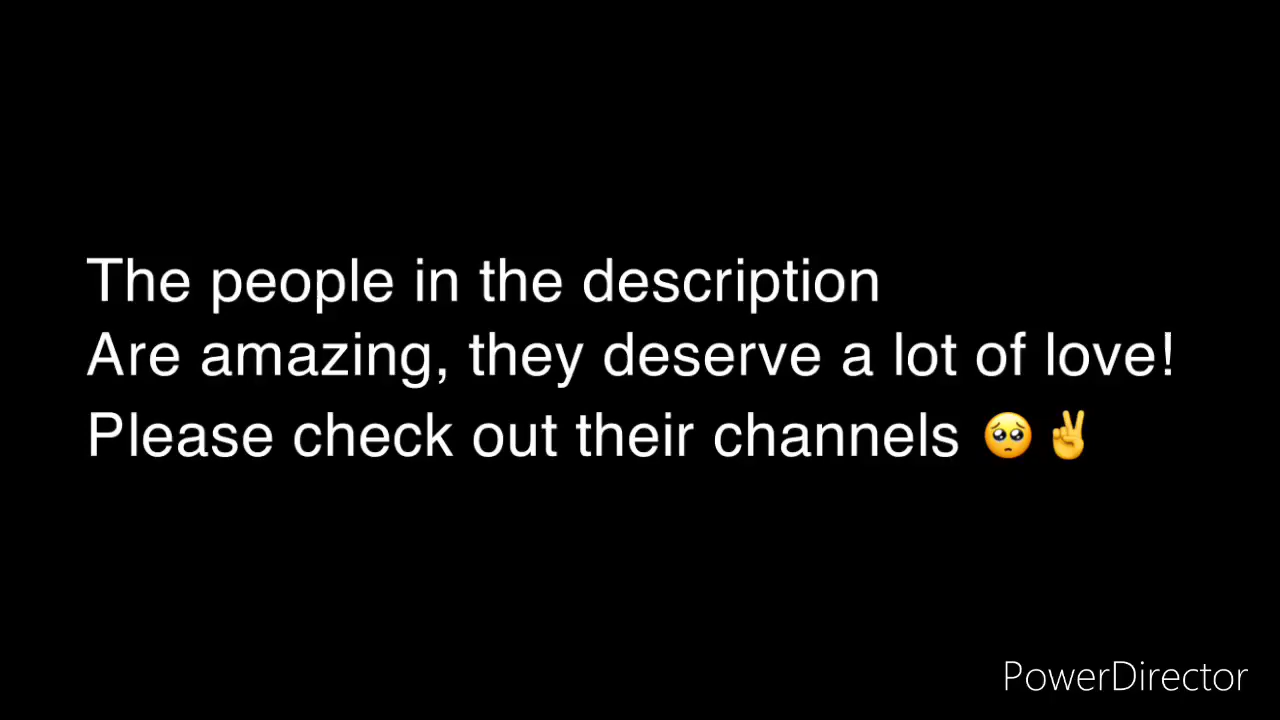 The people in the description
Are amazing, they deserve a lot of love!
Please check out their channels 🥺✌️
PowerDirector